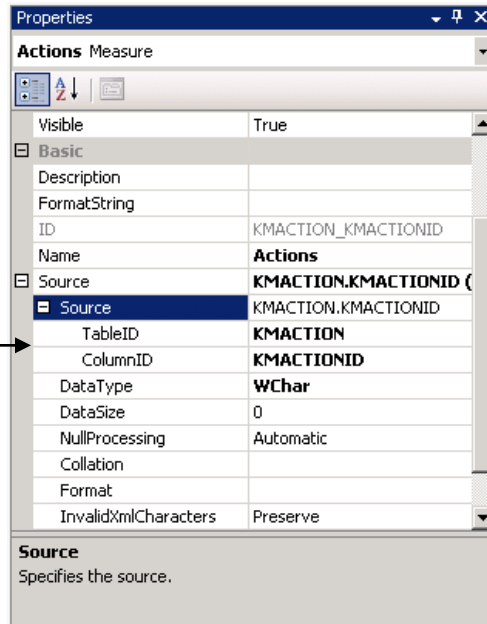 Properties
Actions Measure
Visible True
Basic
Description
FormatString
ID KMACTION_KMACTIONID
Name Actions
Source KMACTION.KMACTIONID (
Source KMACTION.KMACTIONID
TableID KMACTION
ColumnID KMACTIONID
DataType WChar
DataSize 0
NullProcessing Automatic
Collation
Format
InvalidXmlCharacters Preserve
Source
Specifies the source.